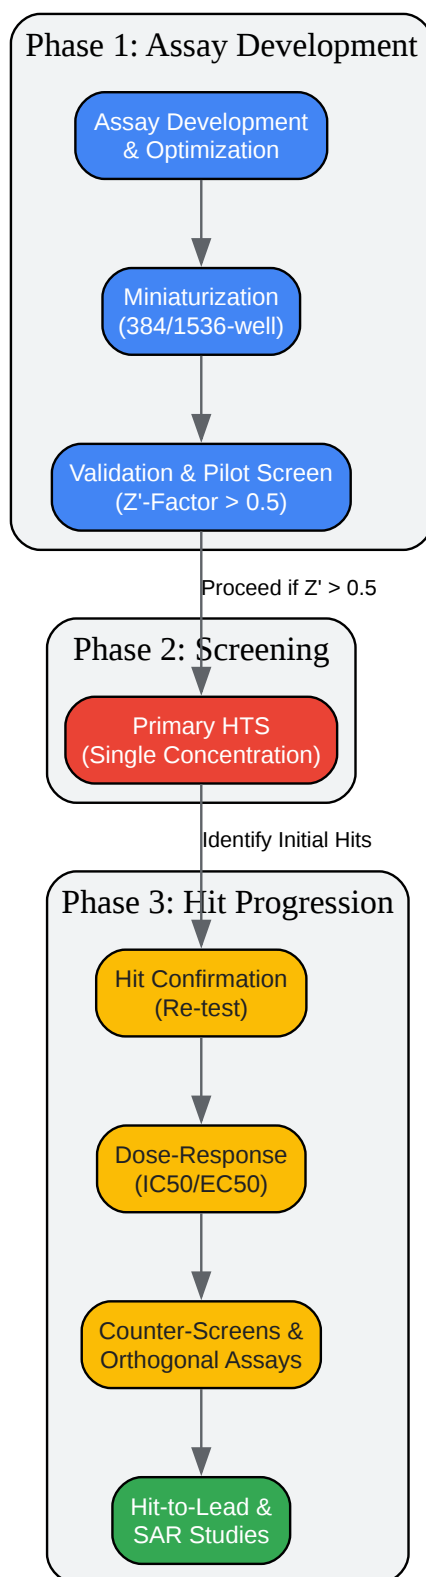 Phase 1: Assay Development
Assay Development
& Optimization
Miniaturization
(384/1536-well)
Validation & Pilot Screen
(Z'-Factor > 0.5)
Proceed if Z' > 0.5
Phase 2: Screening
Primary HTS
(Single Concentration)
Identify Initial Hits
Phase 3: Hit Progression
Hit Confirmation
(Re-test)
Dose-Response
(IC50/EC50)
Counter-Screens &
Orthogonal Assays
Hit-to-Lead &
SAR Studies